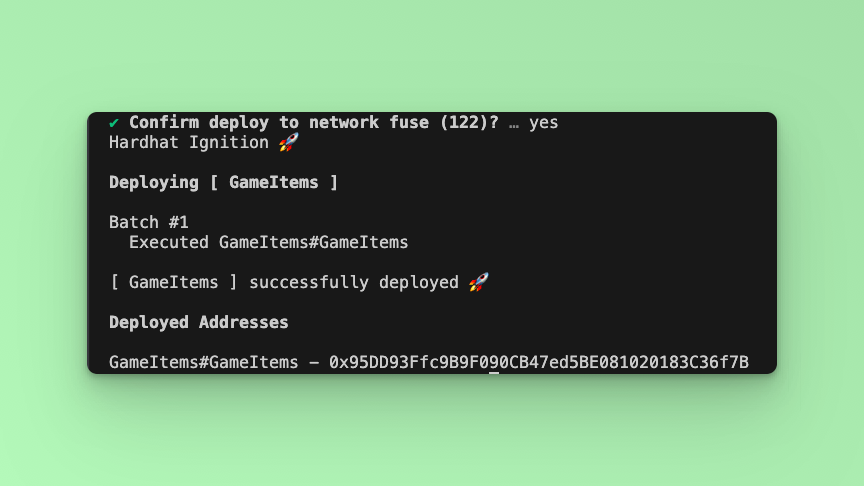 ✔ Confirm deploy to network fuse (122)? … yes
Hardhat Ignition 🚀
Deploying [ GameItems ]
Batch #1
Executed GameItems#GameItems
[ GameItems ] successfully deployed 🚀
Deployed Addresses
GameItems#GameItems – 0x95DD93Ffc9B9F090CB47ed5BE081020183C36f7B